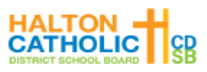 HALTON
CATHOLIC CD
DISTRICT SCHOOL BOARD SB